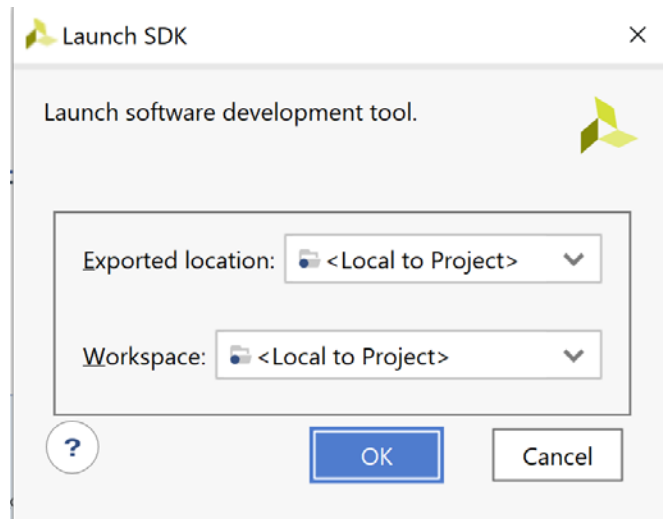 Launch SDK
Launch software development tool.
Exported location: <Local to Project>
Workspace: <Local to Project>
? OK Cancel